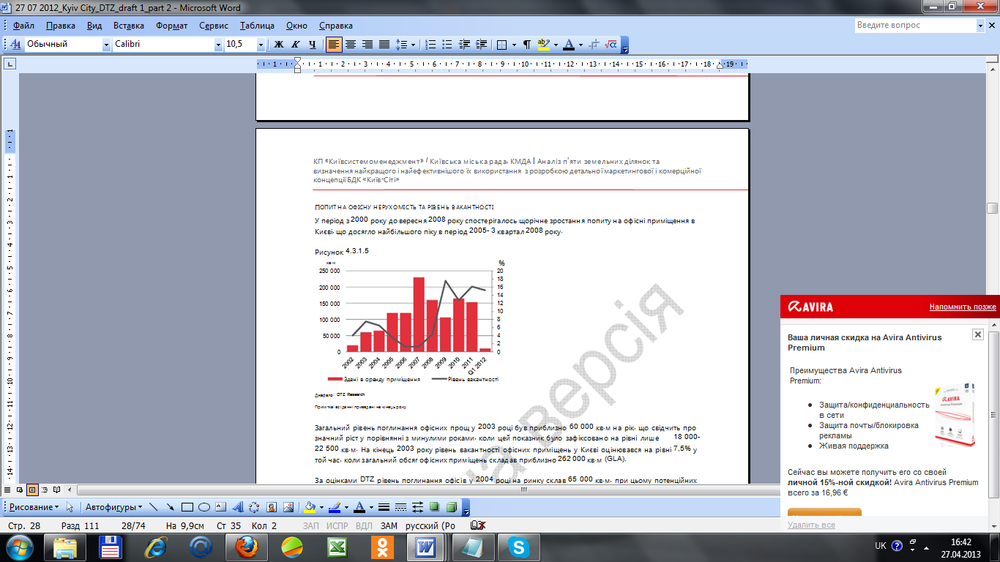 27 07 2012_Kyiv City_DTZ_draft 1_part 2 - Microsoft Word
Файл Правка Вид Вставка Формат Сервис Таблица Окно Справка
Введите вопрос
Обычный Calibri 10,5 Ж К Ч
КП «Київсистемоменеджмент» / Київська міська рада, КМДА | Аналіз п'яти земельних ділянок та
визначення найкращого і найефективнішого їх використання з розробкою детальної маркетингової і комерційної
концепції БДК «Київ-Сіті»
ПОПИТ НА ОФІСНУ НЕРУХОМІСТЬ ТА РІВЕНЬ ВАКАНТНОСТІ
У період з 2000 року до вересня 2008 року спостерігалось щорічне зростання попиту на офісні приміщення в
Києві, що досягло найбільшого піку в період 2005- 3 квартал 2008 року.
Рисунок 4.3.1.5
кв.м %
250 000 20
18
200 000 16
14
150 000 12
10
100 000 8
6
50 000 4
2
0 0
2002 2003 2004 2005 2006 2007 2008 2009 2010 2011 Q1 2012
Здані в оренду приміщення Рівень вакантності
Джерело: DTZ Research
Примітка: всі данні приведені на кінець року
Загальний рівень поглинання офісних площ у 2003 році був приблизно 60 000 кв.м на рік, що свідчить про
значний ріст у порівнянні з минулими роками, коли цей показник було зафіксовано на рівні лише 18 000-
22 500 кв.м. На кінець 2003 року рівень вакантності офісних приміщень у Києві оцінювався на рівні 7,5% у
той час, коли загальний обсяг офісних приміщень складав приблизно 262 000 кв.м (GLA).
За оцінками DTZ рівень поглинання офісів у 2004 році на ринку склав 65 000 кв.м, при цьому потенційних
ка версія
AVIRA Напомнить позже
Ваша личная скидка на Avira Antivirus
Premium
Преимущества Avira Antivirus
Premium:
Защита/конфиденциальность
в сети
Защита почты/блокировка
рекламы
Живая поддержка
AVIRA
Сейчас вы можете получить его со своей
личной 15%-ной скидкой! Avira Antivirus Premium
всего за 16,96 €
Удалить все
Рисование Автофигуры
Стр. 28 Разд 111 28/74 На 9,9см Ст 35 Кол 2 ЗАП ИСПР ВДЛ ЗАМ русский (Ро
UK 16:42
27.04.2013